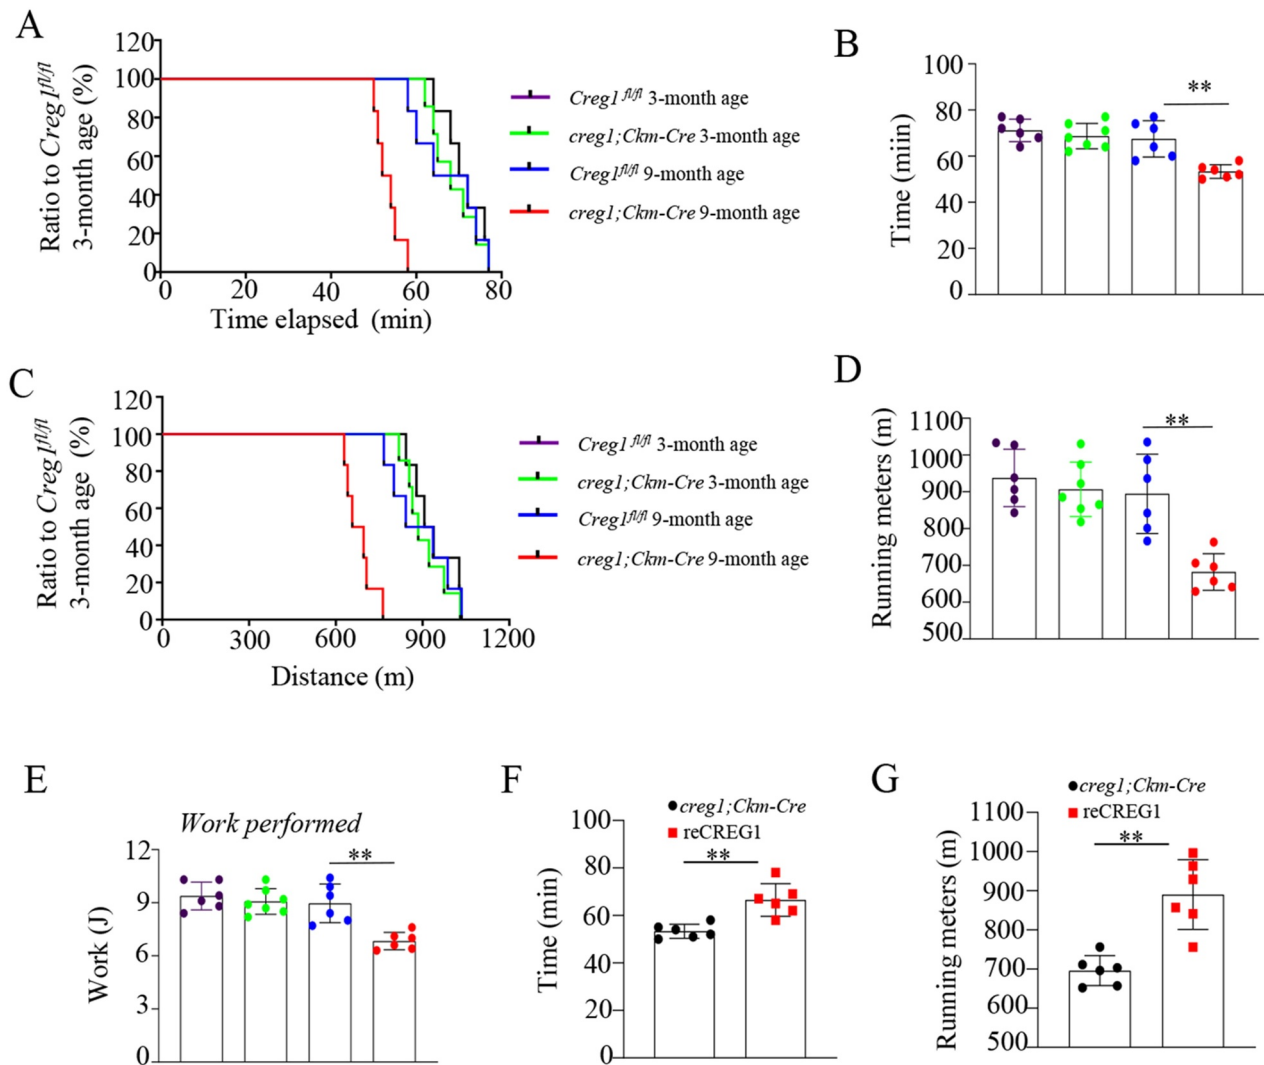 A
Ratio to Creg1fl/fl
3-month age (%)
120
100
80
60
40
20
0
0 20 40 60 80
Time elapsed (min)
Creg1 fl/fl 3-month age
creg1;Ckm-Cre 3-month age
Creg1fl/fl 9-month age
creg1;Ckm-Cre 9-month age
B
Time (miin)
100
80
60
40
20
0
**
C
Ratio to Creg1fl/fl
3-month age (%)
120
100
80
60
40
20
0
0 300 600 900 1200
Distance (m)
Creg1 fl/fl 3-month age
creg1;Ckm-Cre 3-month age
Creg1fl/fl 9-month age
creg1;Ckm-Cre 9-month age
D
Running meters (m)
1100
1000
900
800
700
600
500
**
E
Work performed
Work (J)
12
9
6
3
0
**
F
creg1;Ckm-Cre
reCREG1
Time (min)
100
80
60
40
20
0
**
G
creg1;Ckm-Cre
reCREG1
Running meters (m)
1100
1000
900
800
700
600
500
**